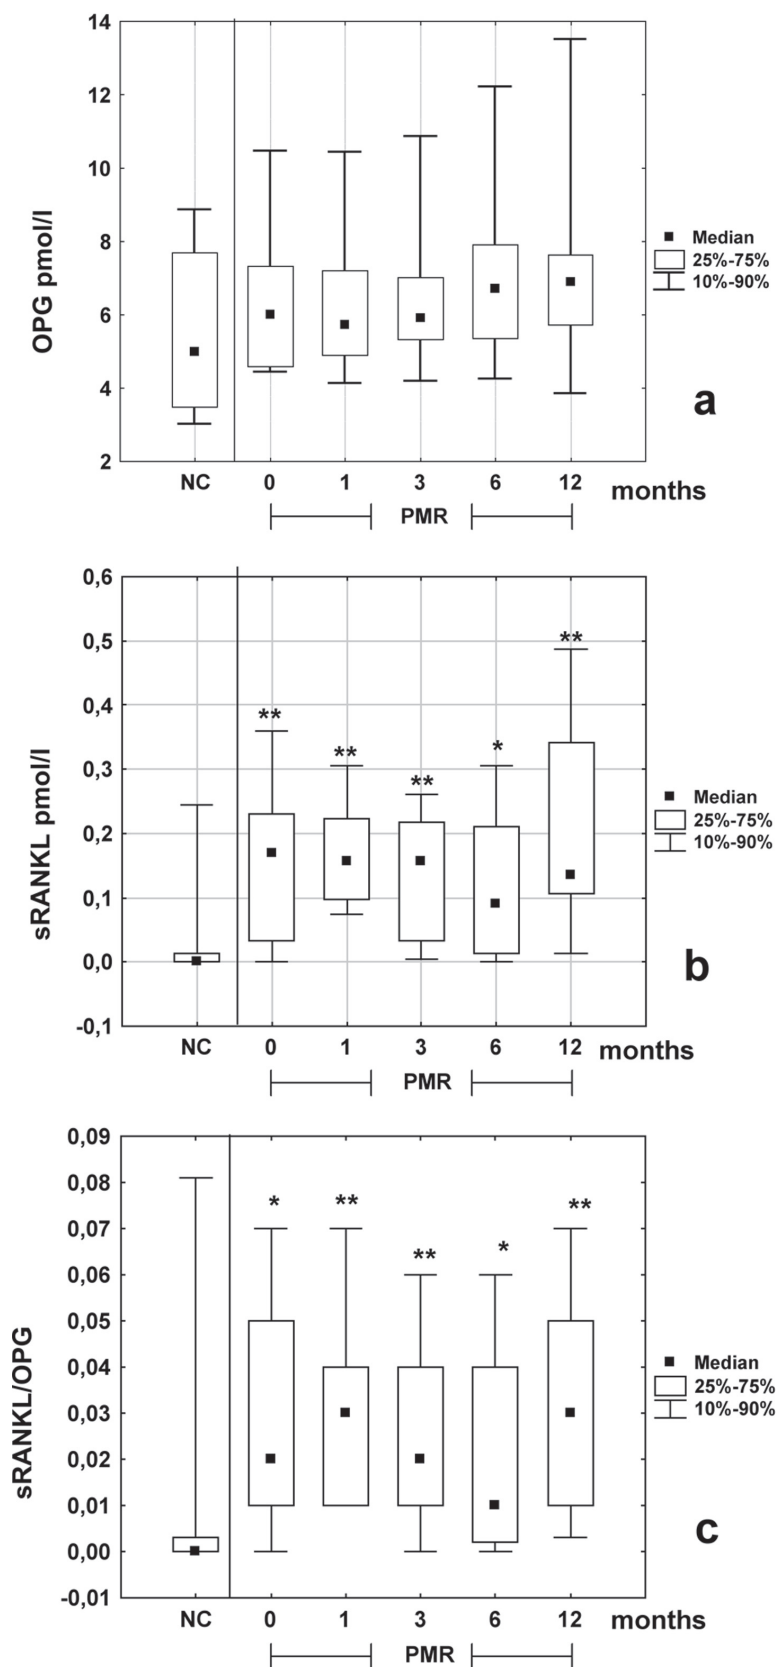 14
12
10
8
6
4
2
OPG pmol/l
NC 0 1 3 6 12 months
PMR
Median
25%-75%
10%-90%
a
0,6
0,5
0,4
0,3
0,2
0,1
0,0
-0,1
sRANKL pmol/l
** ** ** * **
NC 0 1 3 6 12 months
PMR
Median
25%-75%
10%-90%
b
0,09
0,08
0,07
0,06
0,05
0,04
0,03
0,02
0,01
0,00
-0,01
sRANKL/OPG
* ** ** * **
NC 0 1 3 6 12 months
PMR
Median
25%-75%
10%-90%
c